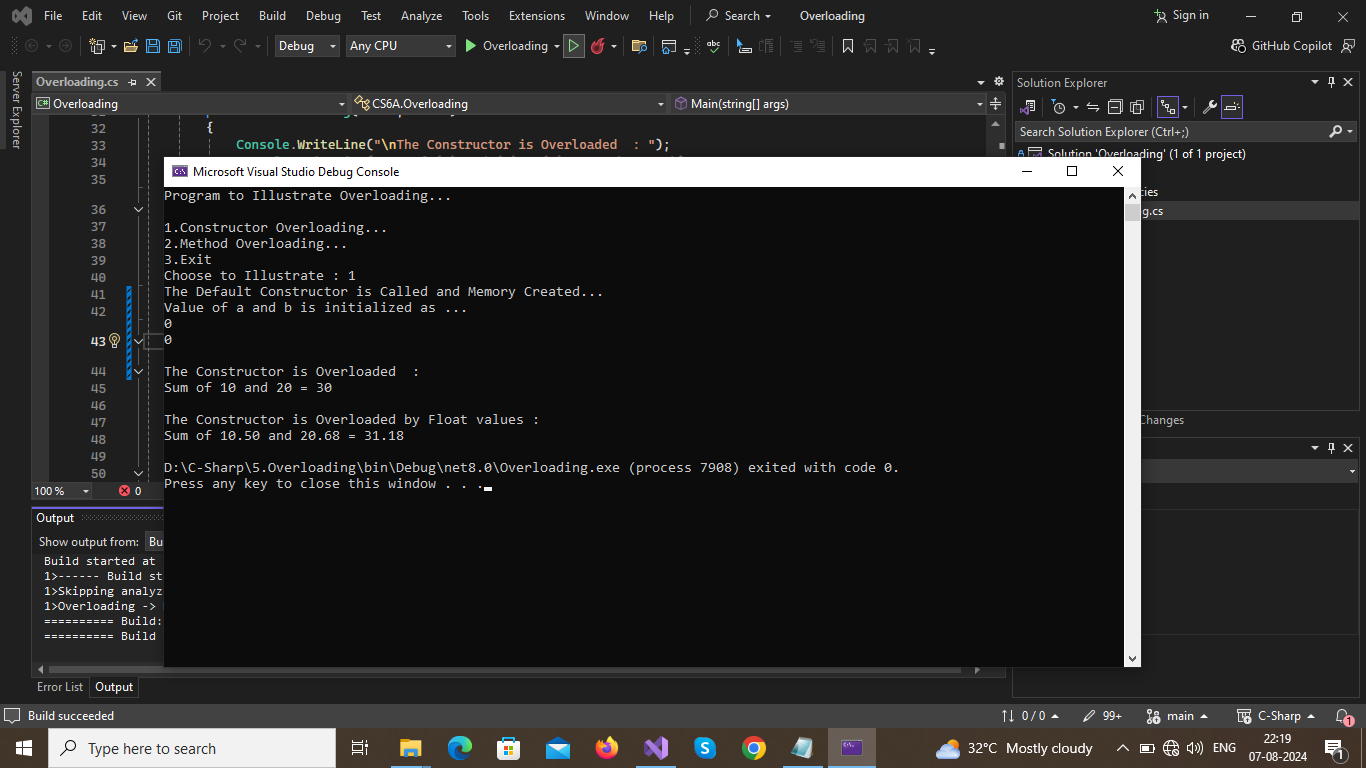 File Edit View Git Project Build Debug Test Analyze Tools Extensions Window Help Search Overloading Sign in
Debug Any CPU Overloading GitHub Copilot
Server Explorer
Overloading.cs
Overloading CS6A.Overloading Main(string[] args)
32 {
33 Console.WriteLine("\nThe Constructor is Overloaded  : ");
34
35
36
37
38
39
40
41
42
43
44
45
46
47
48
49
50
100 % 0
Microsoft Visual Studio Debug Console
Program to Illustrate Overloading...
1.Constructor Overloading...
2.Method Overloading...
3.Exit
Choose to Illustrate : 1
The Default Constructor is Called and Memory Created...
Value of a and b is initialized as ...
0
0
The Constructor is Overloaded  :
Sum of 10 and 20 = 30
The Constructor is Overloaded by Float values :
Sum of 10.50 and 20.68 = 31.18
D:\C-Sharp\5.Overloading\bin\Debug\net8.0\Overloading.exe (process 7908) exited with code 0.
Press any key to close this window . . .
Solution Explorer
Search Solution Explorer (Ctrl+;)
Solution 'Overloading' (1 of 1 project)
cies
g.cs
Changes
Output
Show output from: Bu
Build started at
1>------ Build st
1>Skipping analyz
1>Overloading ->
========== Build:
========== Build
Error List Output
Build succeeded 0 / 0 99+ main C-Sharp 1
Type here to search 32°C Mostly cloudy ENG 22:19
07-08-2024 1